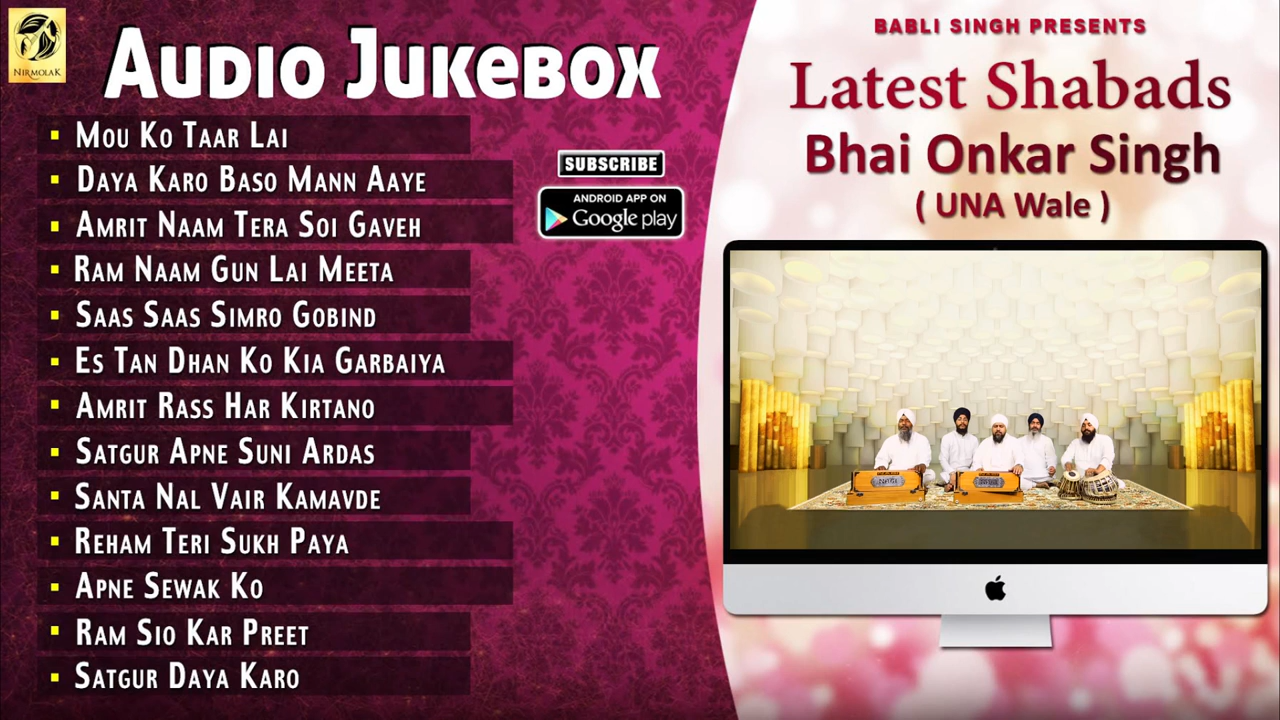 NIRMOLAK
AUDIO JUKEBOX
MOU KO TAAR LAI
DAYA KARO BASO MANN AAYE
AMRIT NAAM TERA SOI GAVEH
RAM NAAM GUN LAI MEETA
SAAS SAAS SIMRO GOBIND
ES TAN DHAN KO KIA GARBAIYA
AMRIT RASS HAR KIRTANO
SATGUR APNE SUNI ARDAS
SANTA NAL VAIR KAMAVDE
REHAM TERI SUKH PAYA
APNE SEWAK KO
RAM SIO KAR PREET
SATGUR DAYA KARO
SUBSCRIBE
ANDROID APP ON
Google play
BABLI SINGH PRESENTS
Latest Shabads
Bhai Onkar Singh
( UNA Wale )